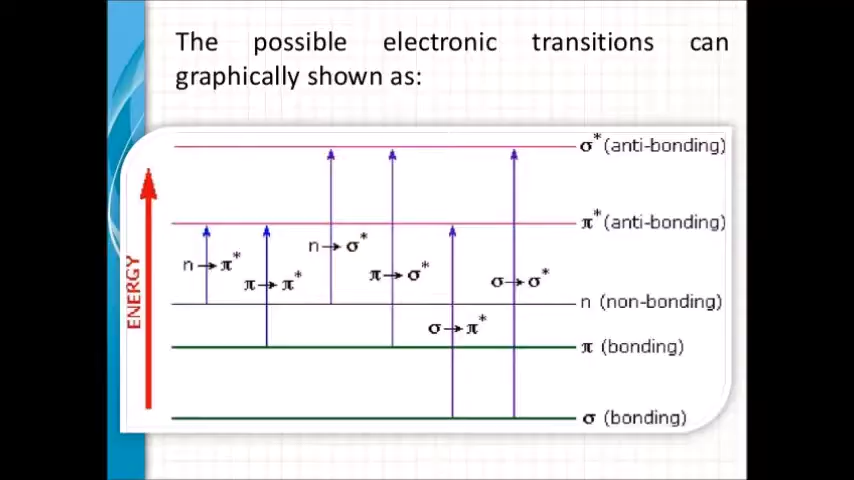 The possible electronic transitions can
graphically shown as:
σ* (anti-bonding)
π* (anti-bonding)
n→π*
π→π*
n→σ*
π→σ*
σ→π*
σ→σ*
n (non-bonding)
π (bonding)
σ (bonding)
ENERGY